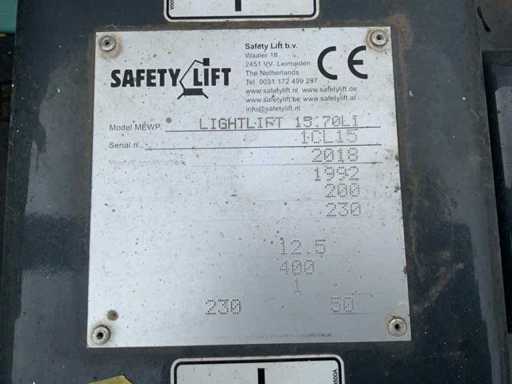 SAFETY LIFT
Safety Lift b.v.
2451 VV. Leimuiden
The Netherlands
Tel. 0031 172 499 297
www.safetylift.nl www.safetylift.de
www.safetylift.be www.safetylift.at
info@safetylift.nl
CE
Model MEWP: LIGHTLIFT 15.70LI
Serial n°: 1CL15
2018
1992
200
230
12.5
400
1
230 50